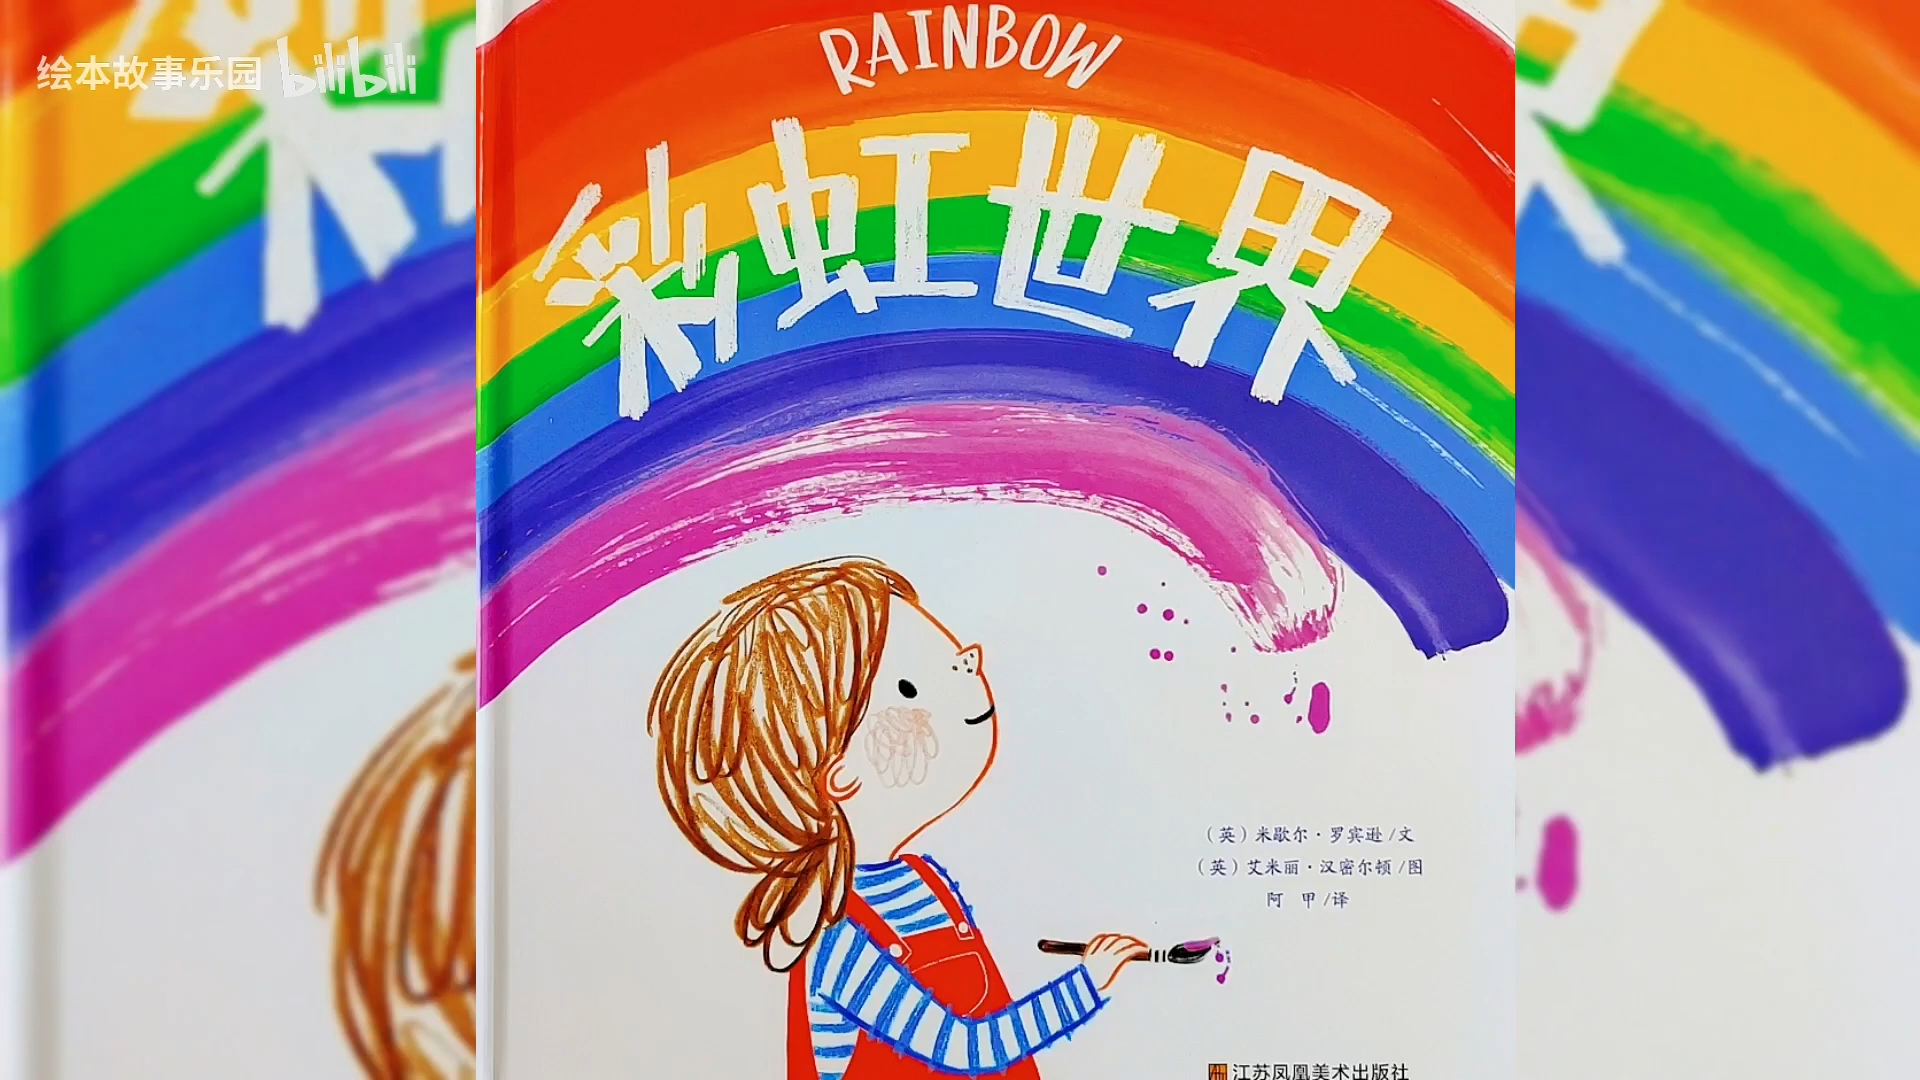 绘本故事乐园 bilibili
RAINBOW
彩虹世界
（英）米歇尔·罗宾逊/文
（英）艾米丽·汉密尔顿/图
阿 甲/译
江苏凤凰美术出版社